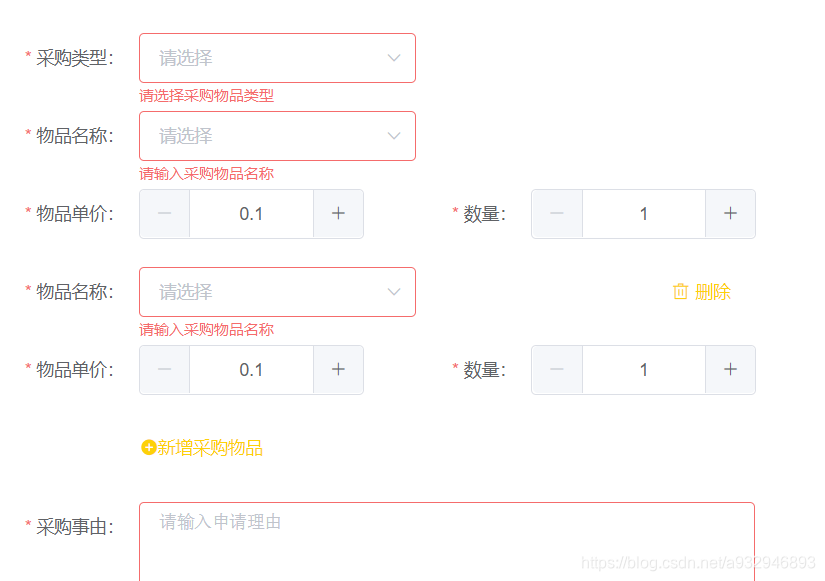 * 采购类型：
请选择
请选择采购物品类型
* 物品名称：
请选择
请输入采购物品名称
* 物品单价： － 0.1 + * 数量： － 1 +
* 物品名称：
请选择
删除
请输入采购物品名称
* 物品单价： － 0.1 + * 数量： － 1 +
新增采购物品
* 采购事由：
请输入申请理由
https://blog.csdn.net/a932946893